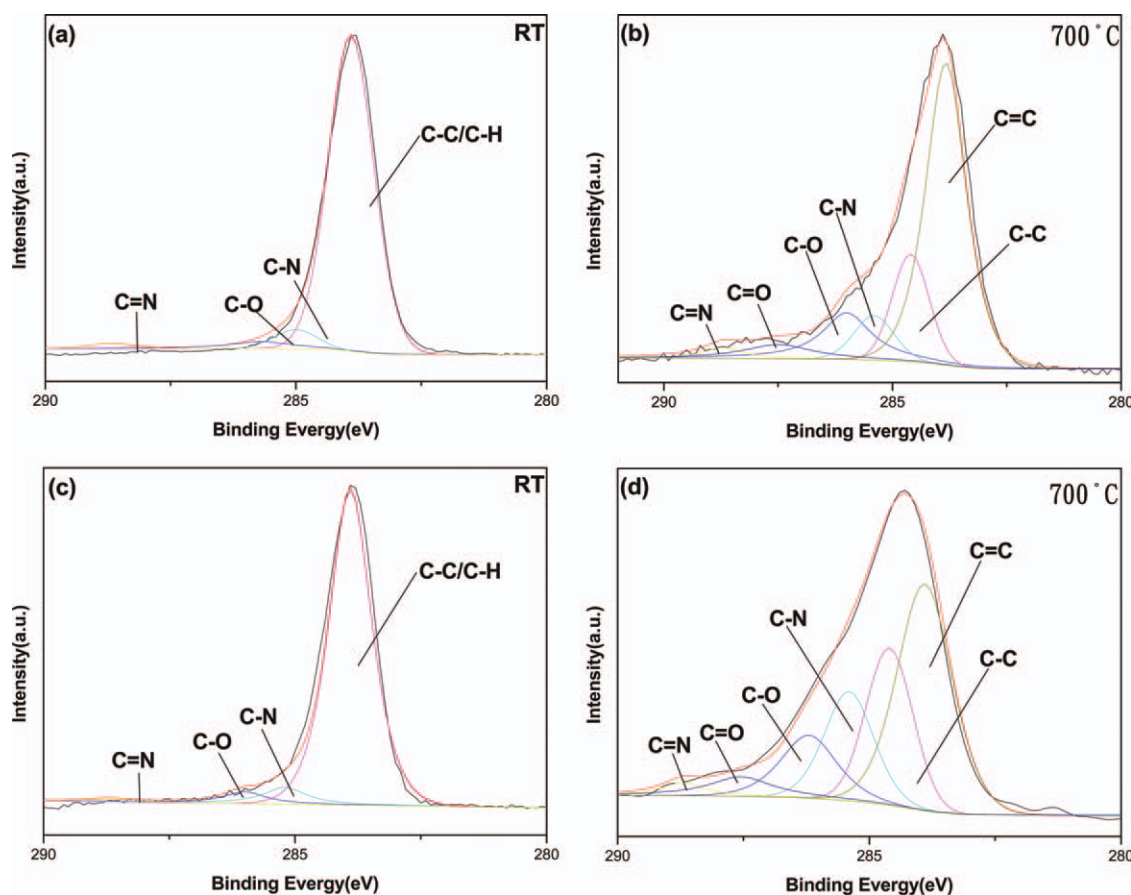 (a)
RT
C-C/C-H
C-N
C-O
C=N
Intensity(a.u.)
290
285
280
Binding Evergy(eV)
(b)
700°C
C=C
C-N
C-O
C-C
C=O
C=N
Intensity(a.u.)
290
285
280
Binding Evergy(eV)
(c)
RT
C-C/C-H
C-N
C-O
C=N
Intensity(a.u.)
290
285
280
Binding Evergy(eV)
(d)
700°C
C=C
C-N
C-C
C-O
C=O
C=N
Intensity(a.u.)
290
285
280
Binding Evergy(eV)